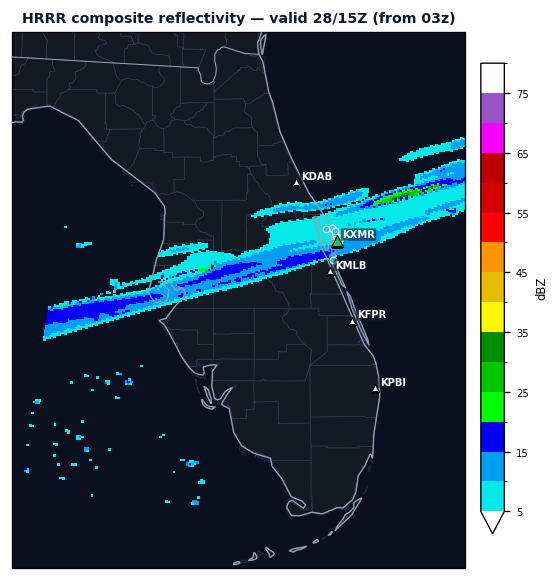 HRRR composite reflectivity — valid 28/15Z (from 03z)
KDAB
KXMR
KMLB
KFPR
KPBI
75
65
55
45
35
25
15
5
dBZ